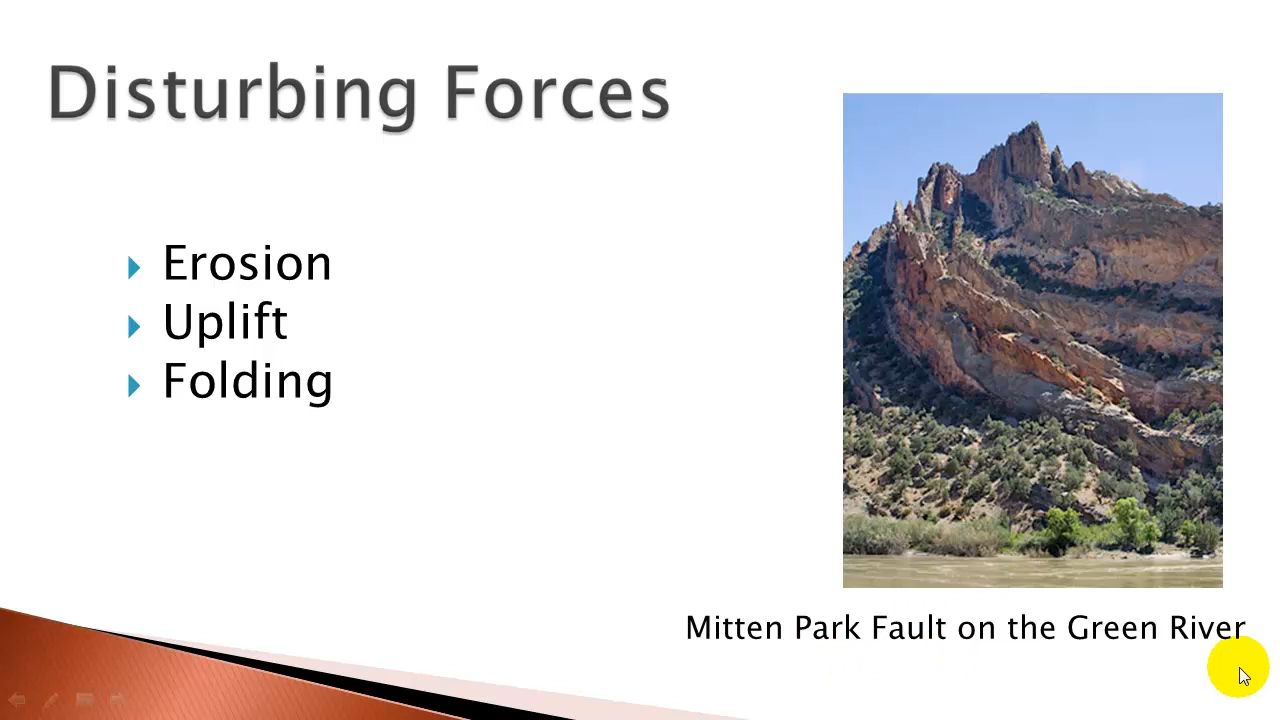 Disturbing Forces
Erosion
Uplift
Folding
Mitten Park Fault on the Green River